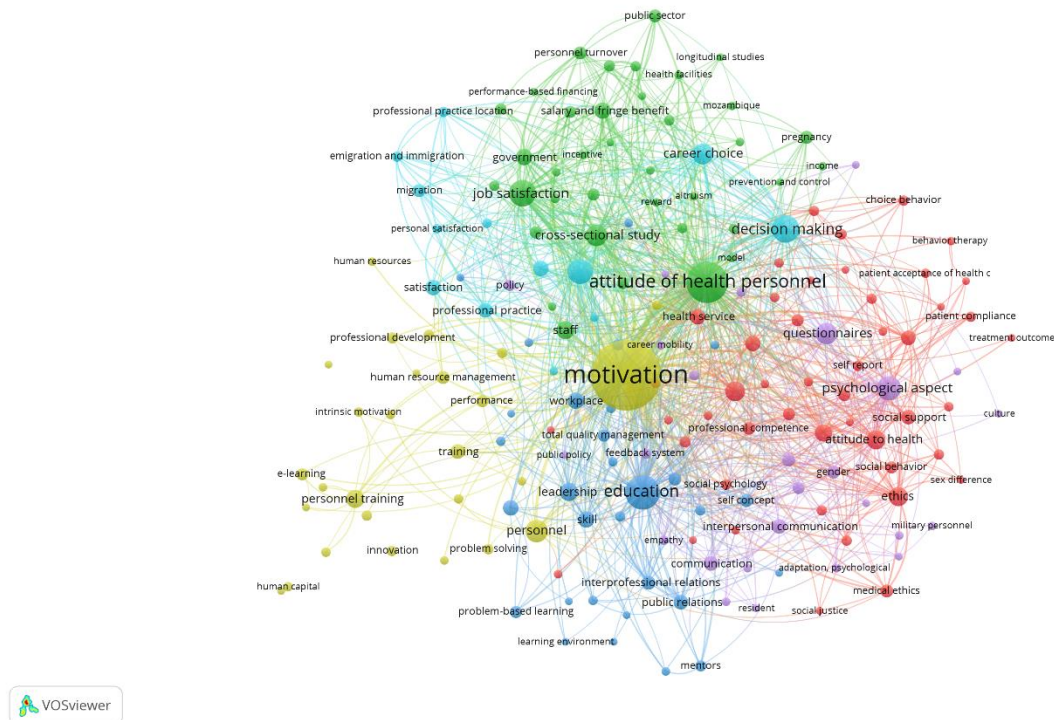 public sector
personnel turnover
longitudinal studies
health facilities
performance-based financing
mozambique
professional practice location
salary and fringe benefit
pregnancy
career choice
emigration and immigration
government
incentive
income
prevention and control
migration
job satisfaction
reward
altruism
choice behavior
personal satisfaction
cross-sectional study
decision making
behavior therapy
human resources
model
patient acceptance of health c
satisfaction
policy
attitude of health personnel
professional practice
health service
patient compliance
professional development
staff
questionnaires
treatment outcome
career mobility
self report
human resource management
motivation
psychological aspect
intrinsic motivation
performance
workplace
social support
culture
professional competence
total quality management
attitude to health
training
public policy
feedback system
e-learning
gender
social behavior
social psychology
sex difference
personnel training
leadership
education
self concept
ethics
skill
personnel
interpersonal communication
military personnel
empathy
innovation
problem solving
communication
adaptation, psychological
human capital
interprofessional relations
medical ethics
problem-based learning
public relations
resident
social justice
learning environment
mentors
VOSviewer